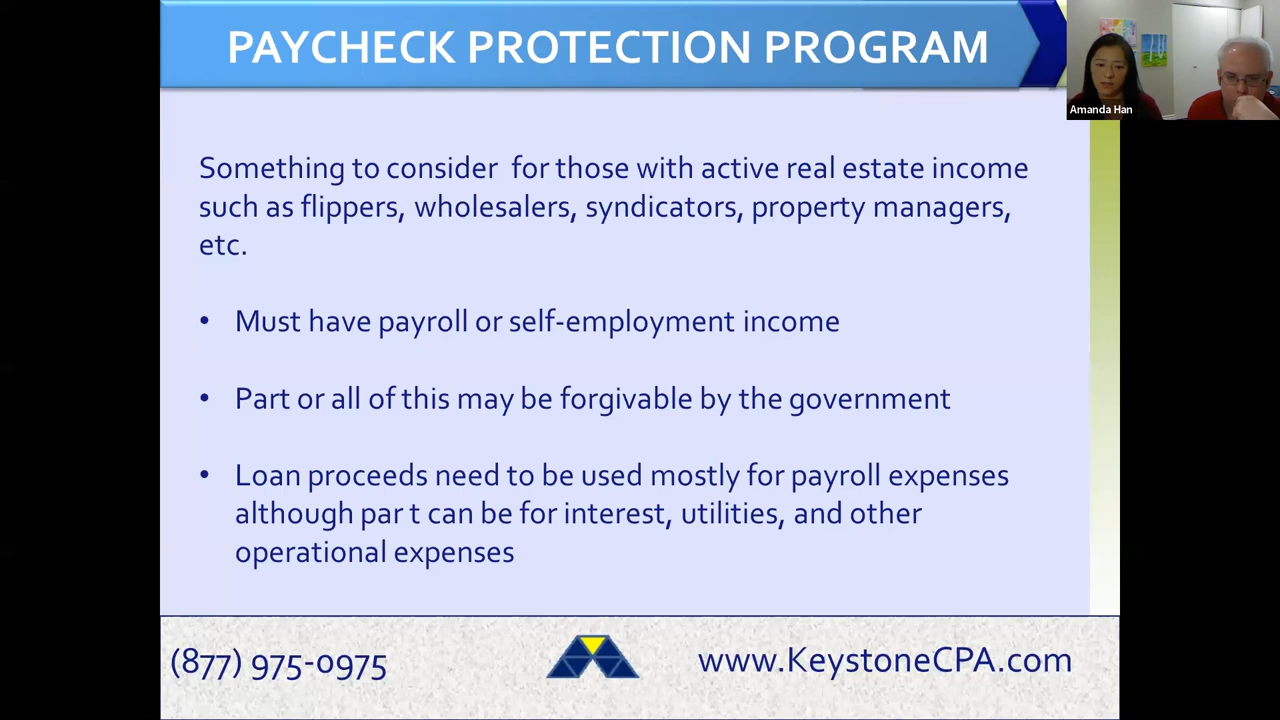 PAYCHECK PROTECTION PROGRAM
Amanda Han
Something to consider  for those with active real estate income
such as flippers, wholesalers, syndicators, property managers,
etc.
• Must have payroll or self-employment income
• Part or all of this may be forgivable by the government
• Loan proceeds need to be used mostly for payroll expenses
although par t can be for interest, utilities, and other
operational expenses
(877) 975-0975
www.KeystoneCPA.com